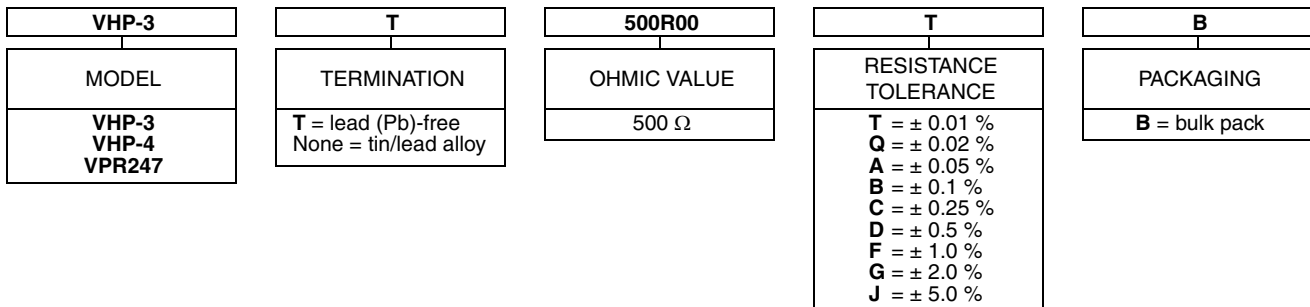 VHP-3
T
500R00
T
B
MODEL
TERMINATION
OHMIC VALUE
RESISTANCE
TOLERANCE
PACKAGING
VHP-3
VHP-4
VPR247
T = lead (Pb)-free
None = tin/lead alloy
500 Ω
T = ± 0.01 %
Q = ± 0.02 %
A = ± 0.05 %
B = ± 0.1 %
C = ± 0.25 %
D = ± 0.5 %
F = ± 1.0 %
G = ± 2.0 %
J = ± 5.0 %
B = bulk pack